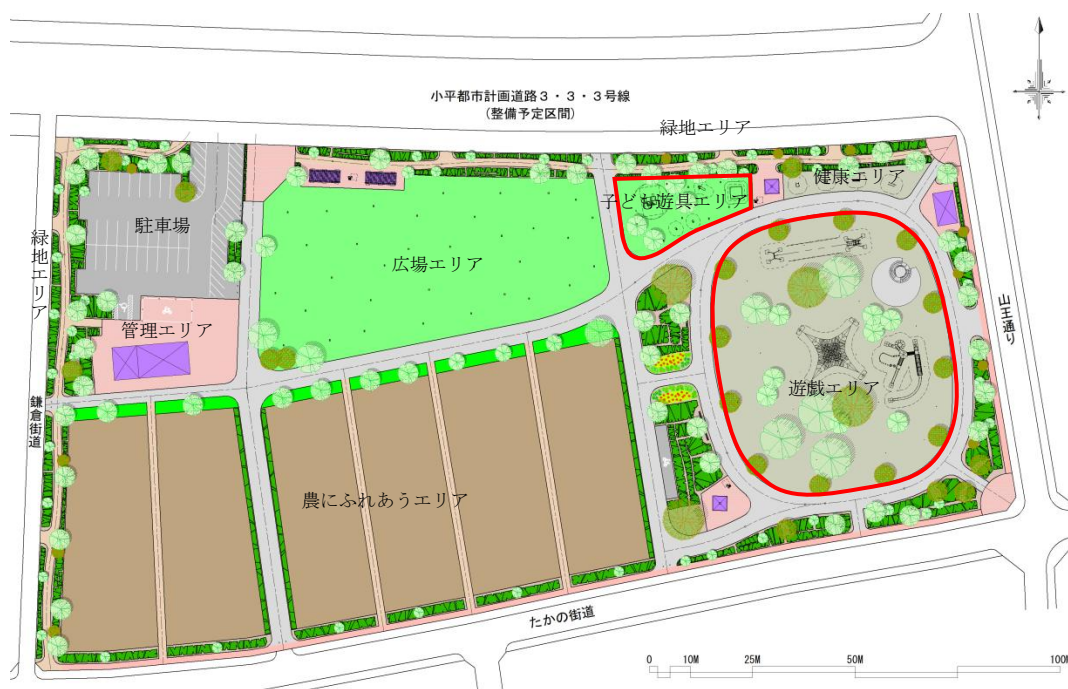 小平都市計画道路３・３・３号線
(整備予定区間)
緑地エリア
健康エリア
子ども遊具エリア
駐車場
広場エリア
緑地エリア
管理エリア
山王通り
遊戯エリア
鎌倉街道
農にふれあうエリア
たかの街道
0 10M 25M 50M 100M